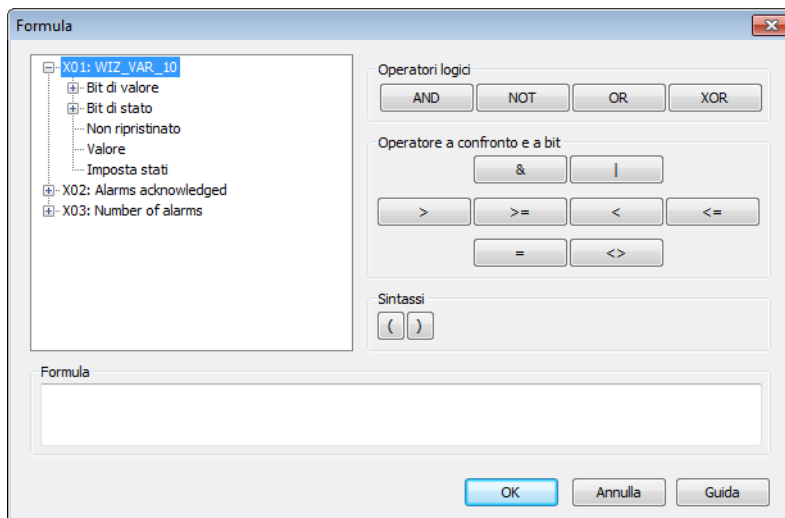 Formula
X01: WIZ_VAR_10
Bit di valore
Bit di stato
Non ripristinato
Valore
Imposta stati
X02: Alarms acknowledged
X03: Number of alarms
Operatori logici
AND NOT OR XOR
Operatore a confronto e a bit
& |
> >= < <=
= <>
Sintassi
( )
Formula
OK Annulla Guida